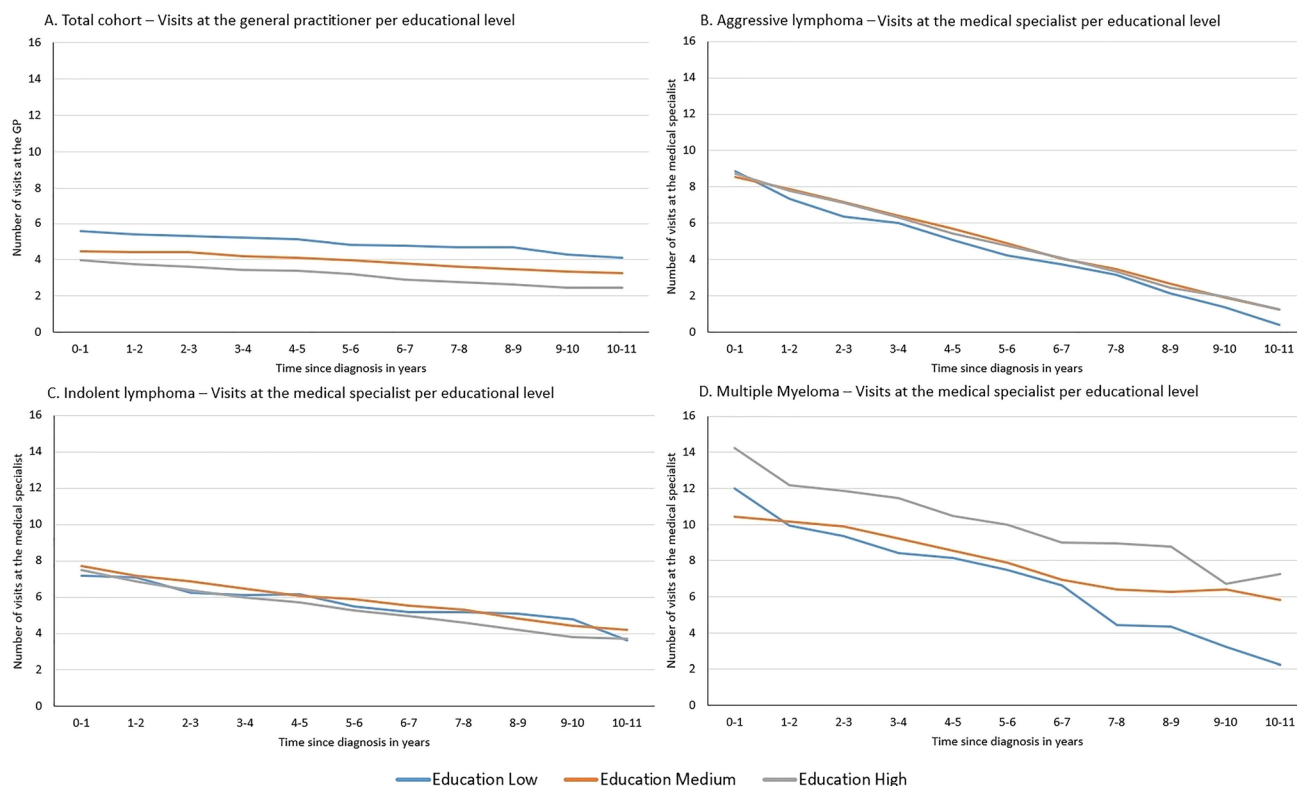 A. Total cohort – Visits at the general practitioner per educational level
16
14
12
10
8
6
4
2
0
Number of visits at the GP
0-1 1-2 2-3 3-4 4-5 5-6 6-7 7-8 8-9 9-10 10-11
Time since diagnosis in years
B. Aggressive lymphoma – Visits at the medical specialist per educational level
16
14
12
10
8
6
4
2
0
Number of visits at the medical specialist
0-1 1-2 2-3 3-4 4-5 5-6 6-7 7-8 8-9 9-10 10-11
Time since diagnosis in years
C. Indolent lymphoma – Visits at the medical specialist per educational level
16
14
12
10
8
6
4
2
0
Number of visits at the medical specialist
0-1 1-2 2-3 3-4 4-5 5-6 6-7 7-8 8-9 9-10 10-11
Time since diagnosis in years
D. Multiple Myeloma – Visits at the medical specialist per educational level
16
14
12
10
8
6
4
2
0
Number of visits at the medical specialist
0-1 1-2 2-3 3-4 4-5 5-6 6-7 7-8 8-9 9-10 10-11
Time since diagnosis in years
Education Low Education Medium Education High